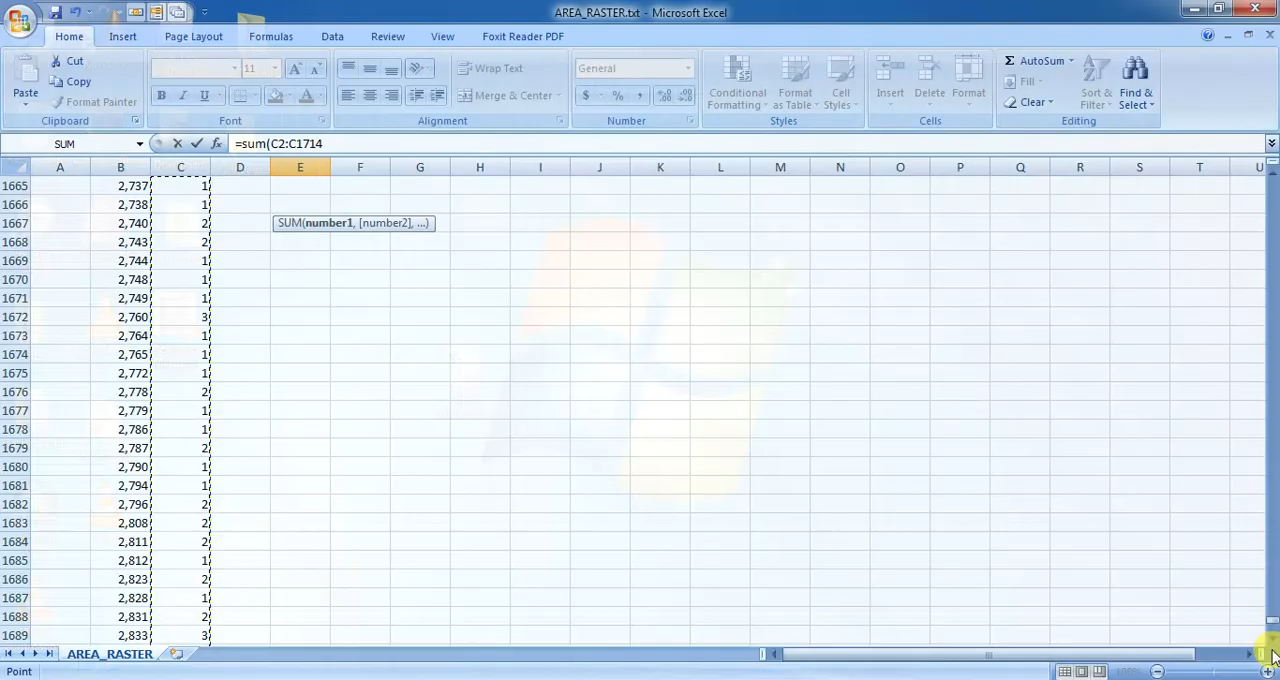 AREA_RASTER.txt - Microsoft Excel
Home Insert Page Layout Formulas Data Review View Foxit Reader PDF
Paste Cut Copy Format Painter
11
Wrap Text Merge & Center
General
$ % ,
Conditional Formatting Format as Table Cell Styles
Insert Delete Format
Σ AutoSum Fill Clear Sort & Filter Find & Select
Clipboard Font Alignment Number Styles Cells Editing
SUM fx =sum(C2:C1714
A B C D E F G H I J K L M N O P Q R S T U
1665 2,737 1
1666 2,738 1
1667 2,740 2 SUM(number1, [number2], ...)
1668 2,743 2
1669 2,744 1
1670 2,748 1
1671 2,749 1
1672 2,760 3
1673 2,764 1
1674 2,765 1
1675 2,772 1
1676 2,778 2
1677 2,779 1
1678 2,786 1
1679 2,787 2
1680 2,790 1
1681 2,794 1
1682 2,796 2
1683 2,808 2
1684 2,811 2
1685 2,812 1
1686 2,823 2
1687 2,828 1
1688 2,831 2
1689 2,833 3
AREA_RASTER
Point